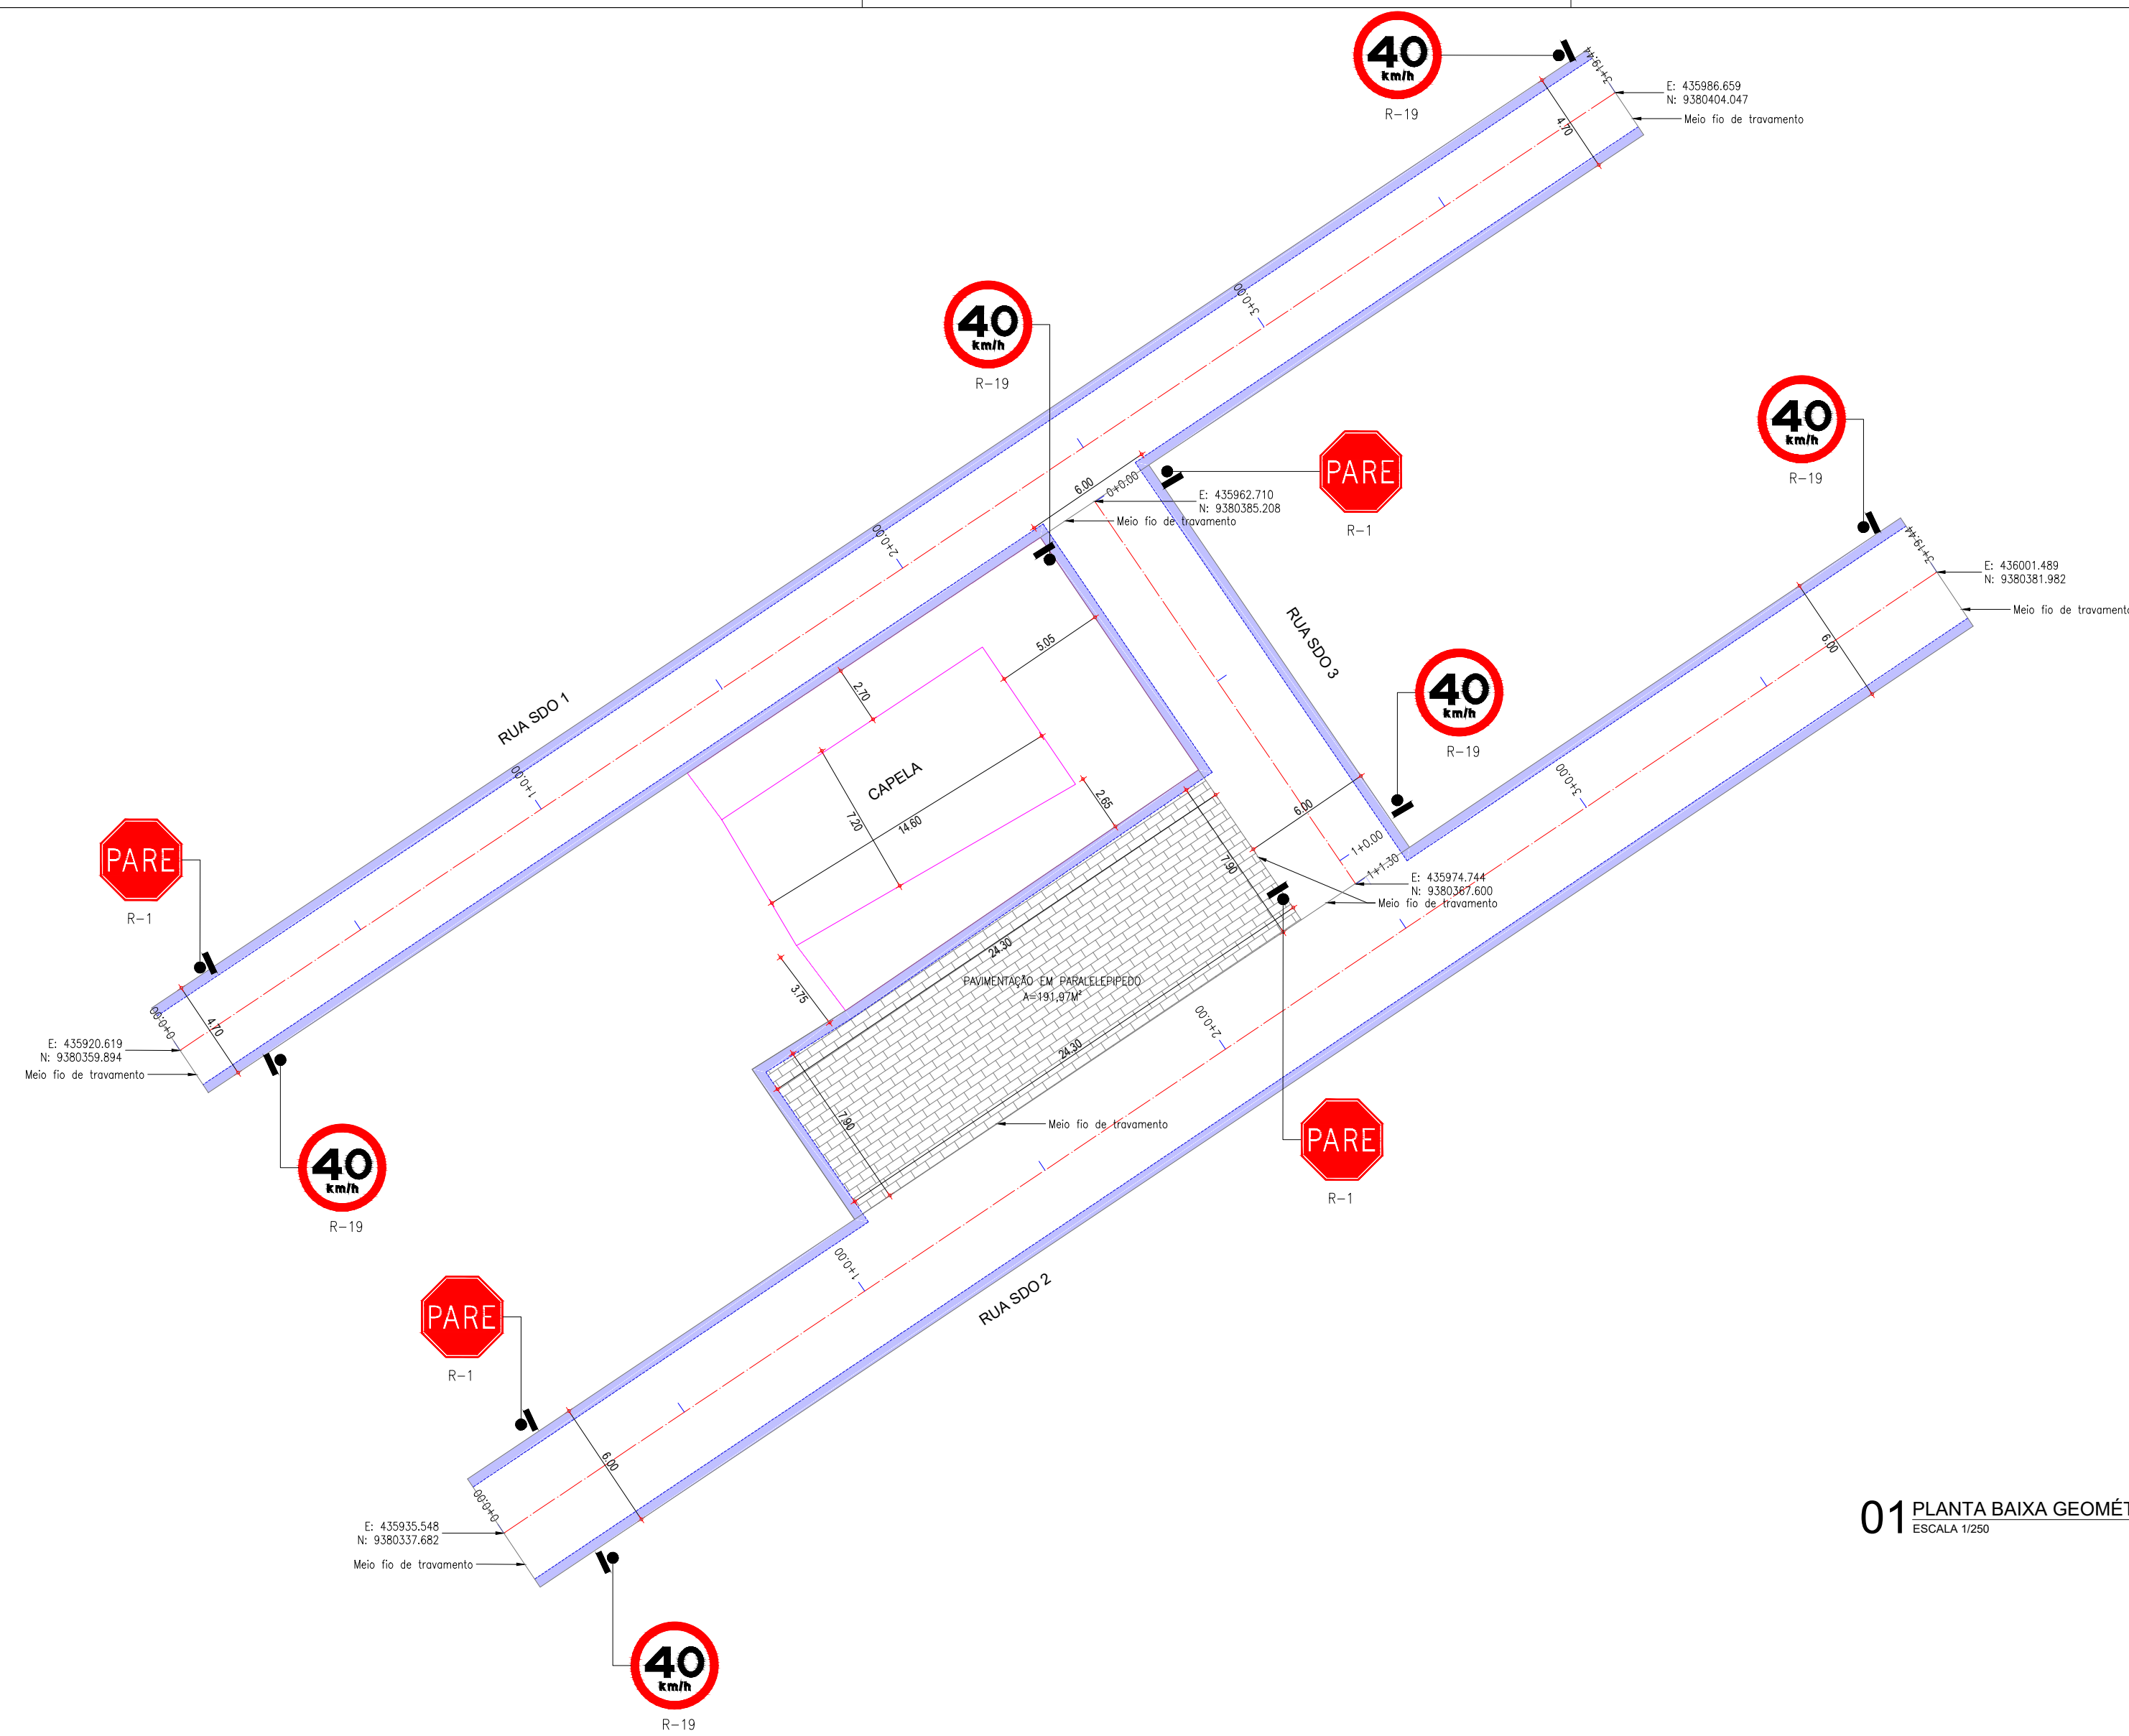 40
km/h
R-19
3+19.44
E: 435986.659
N: 9380404.047
Meio fio de travamento
4.70
3+0.00
40
km/h
R-19
40
km/h
R-19
PARE
R-1
6.00
0+0.00
E: 435962.710
N: 9380385.208
Meio fio de travamento
2+0.00
3+19.44
E: 436001.489
N: 9380381.982
Meio fio de travamento
6.00
RUA SDO 3
5.05
2.70
RUA SDO 1
40
km/h
R-19
CAPELA
7.20
14.60
2.65
1+0.00
3+0.00
6.00
1+0.00
1+1.30
7.90
E: 435974.744
N: 9380367.600
Meio fio de travamento
PARE
R-1
24.30
PAVIMENTAÇÃO EM PARALELEPIPEDO
A=191,97M²
3.75
0+0.00
4.70
E: 435920.619
N: 9380359.894
Meio fio de travamento
2+0.00
24.30
7.90
Meio fio de travamento
PARE
R-1
40
km/h
R-19
1+0.00
RUA SDO 2
PARE
R-1
6.00
0+0.00
E: 435935.548
N: 9380337.682
Meio fio de travamento
01 PLANTA BAIXA GEOMÉT
ESCALA 1/250
40
km/h
R-19